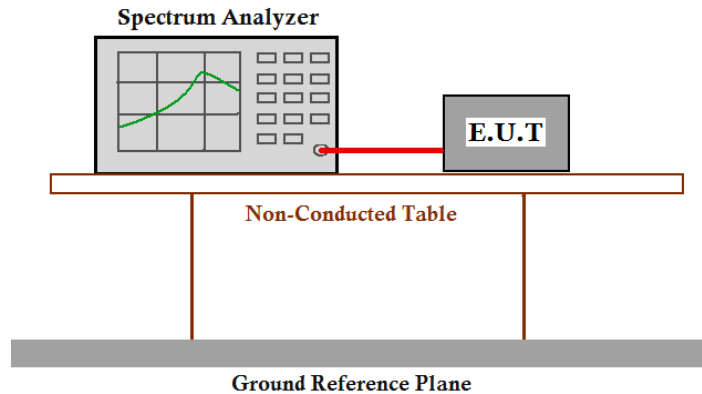 Spectrum Analyzer
E.U.T
Non-Conducted Table
Ground Reference Plane